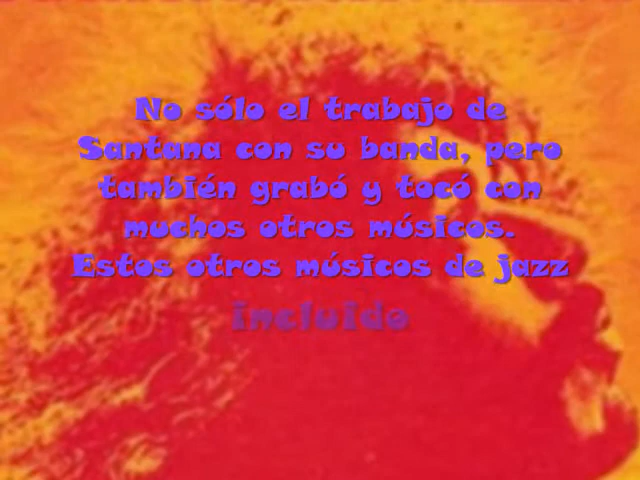 No sólo el trabajo de
Santana con su banda, pero
también grabó y tocó con
muchos otros músicos.
Estos otros músicos de jazz
incluido